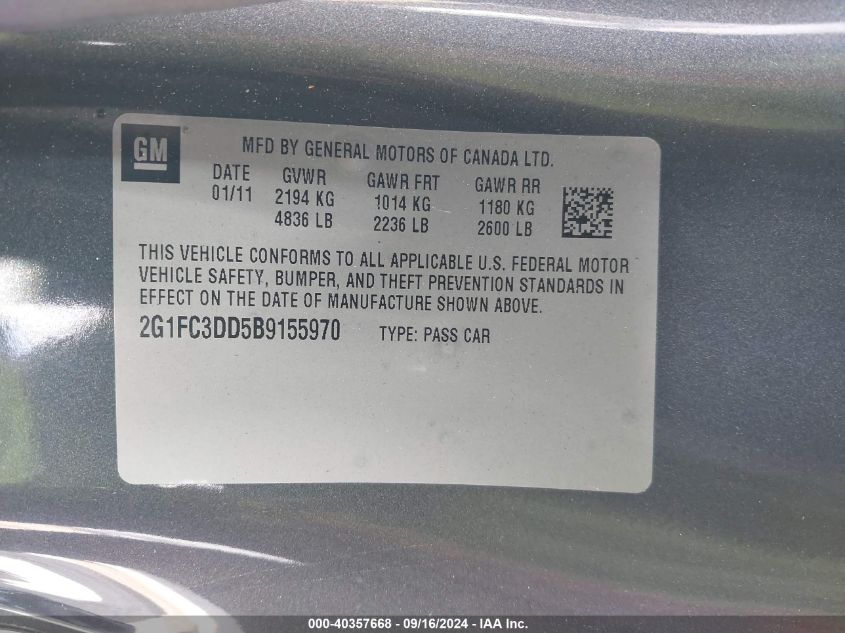 GM
MFD BY GENERAL MOTORS OF CANADA LTD.
DATE GVWR GAWR FRT GAWR RR
01/11 2194 KG 1014 KG 1180 KG
4836 LB 2236 LB 2600 LB
THIS VEHICLE CONFORMS TO ALL APPLICABLE U.S. FEDERAL MOTOR
VEHICLE SAFETY, BUMPER, AND THEFT PREVENTION STANDARDS IN
EFFECT ON THE DATE OF MANUFACTURE SHOWN ABOVE.
2G1FC3DD5B9155970 TYPE: PASS CAR
000-40357668 - 09/16/2024 - IAA Inc.